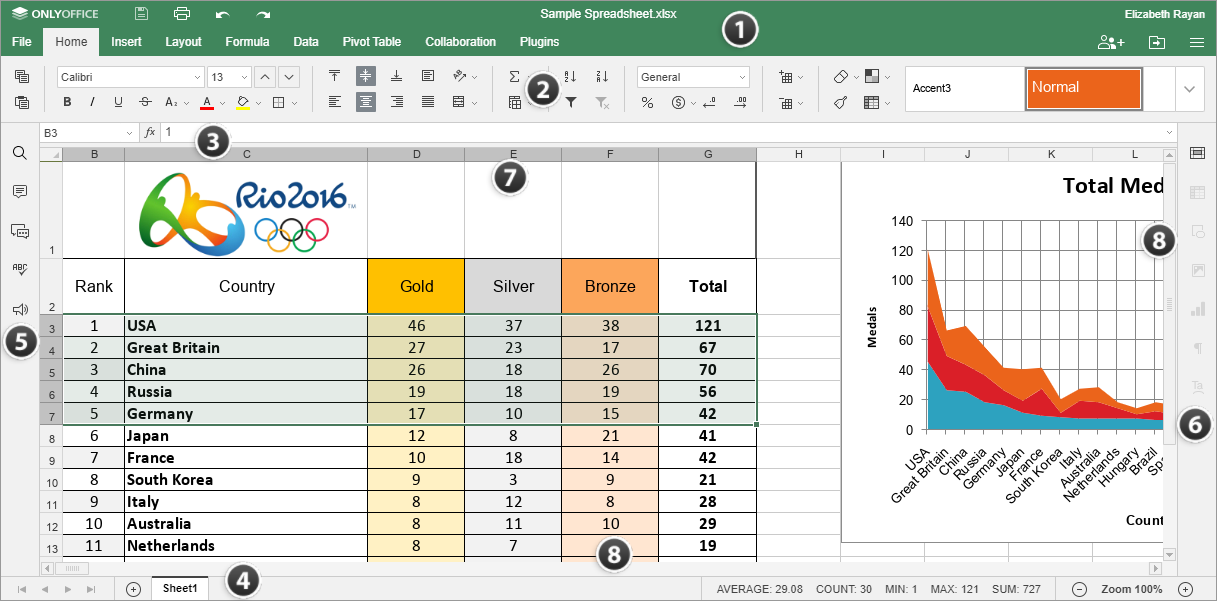 ONLYOFFICE Sample Spreadsheet.xlsx Elizabeth Rayan
File Home Insert Layout Formula Data Pivot Table Collaboration Plugins
1
Calibri 13 General Accent3 Normal
2
B3 fx 1
3
B C D E F G H I J K L
7
Rio2016™
1
Rank Country Gold Silver Bronze Total
2
3 1 USA 46 37 38 121
4 2 Great Britain 27 23 17 67
5 3 China 26 18 26 70
6 4 Russia 19 18 19 56
7 5 Germany 17 10 15 42
8 6 Japan 12 8 21 41
9 7 France 10 18 14 42
10 8 South Korea 9 3 9 21
11 9 Italy 8 12 8 28
12 10 Australia 8 11 10 29
13 11 Netherlands 8 7 19
5
8
Total Med
Medals
140
120
100
80
60
40
20
0
USA
Great Britain
China
Russia
Germany
Japan
France
South Korea
Italy
Australia
Netherlands
Hungary
Brazil
Spa
Count
8
6
Sheet1
4
AVERAGE: 29.08 COUNT: 30 MIN: 1 MAX: 121 SUM: 727 Zoom 100%